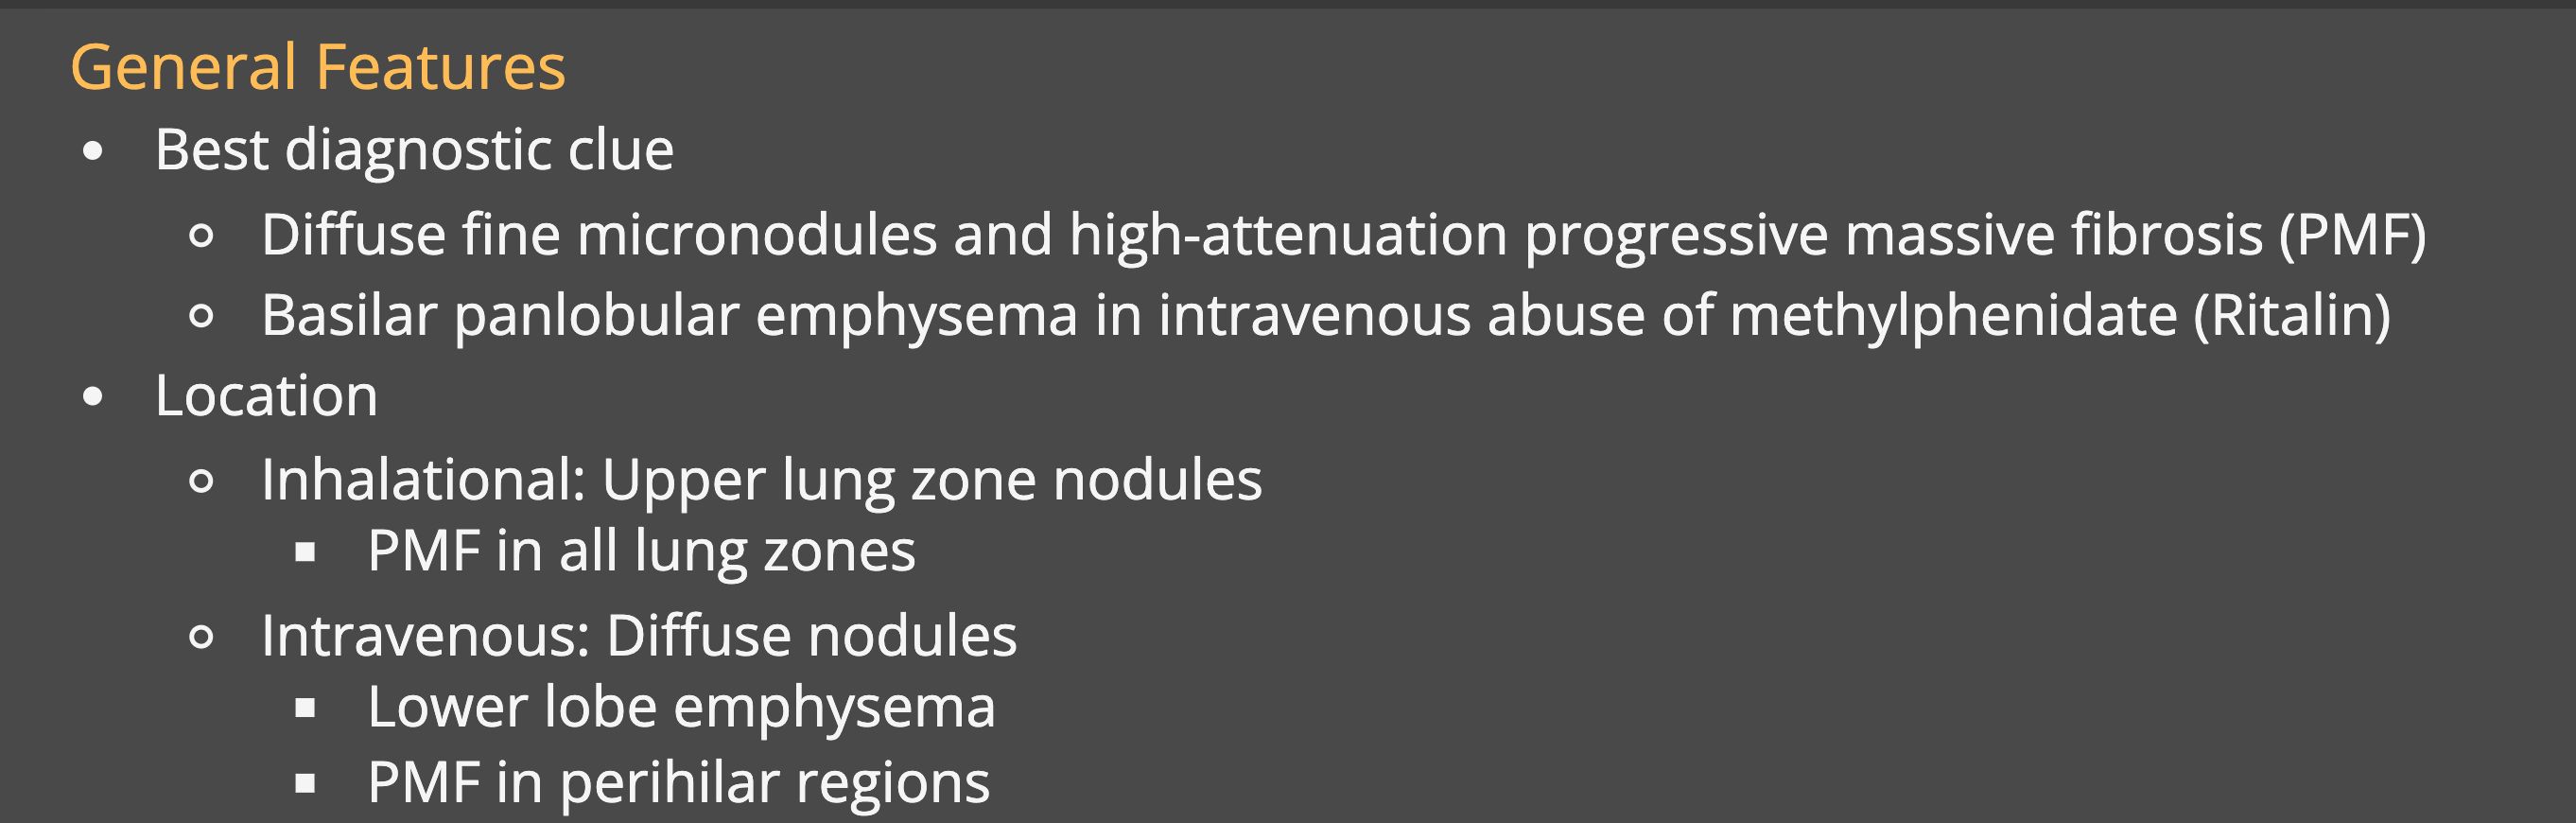 General Features
Best diagnostic clue
Diffuse fine micronodules and high-attenuation progressive massive fibrosis (PMF)
Basilar panlobular emphysema in intravenous abuse of methylphenidate (Ritalin)
Location
Inhalational: Upper lung zone nodules
PMF in all lung zones
Intravenous: Diffuse nodules
Lower lobe emphysema
PMF in perihilar regions